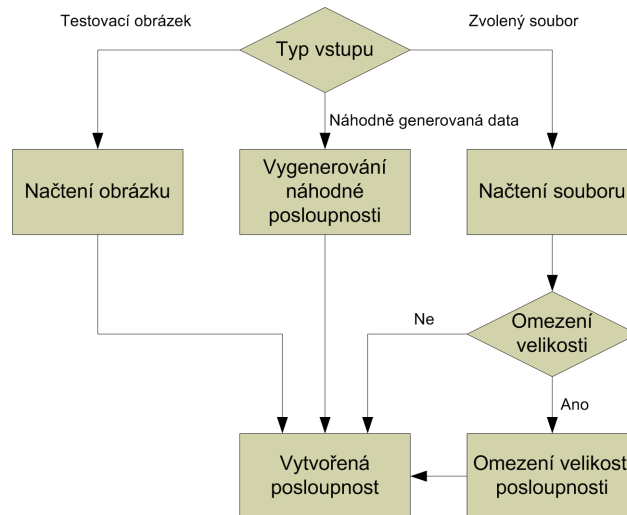 Testovací obrázek
Zvolený soubor
Typ vstupu
Náhodně generovaná data
Načtení obrázku
Vygenerování
náhodné
posloupnosti
Načtení souboru
Omezení
velikosti
Ne
Ano
Vytvořená
posloupnost
Omezení velikost
posloupnosti